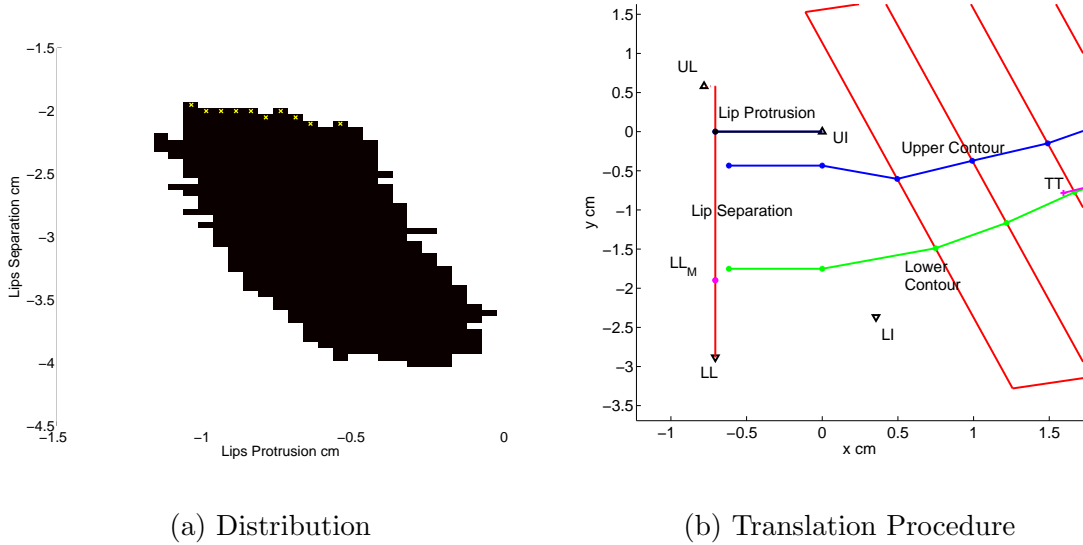 −1.5
−2
−2.5
−3
−3.5
−4
−4.5
−1.5
−1
−0.5
0
Lips Separation cm
Lips Protrusion cm
1.5
1
0.5
0
−0.5
−1
−1.5
−2
−2.5
−3
−3.5
−1
−0.5
0
0.5
1
1.5
y cm
x cm
UL
Lip Protrusion
UI
Upper Contour
TT
Lip Separation
LL_M
Lower
Contour
LI
LL
(a) Distribution
(b) Translation Procedure